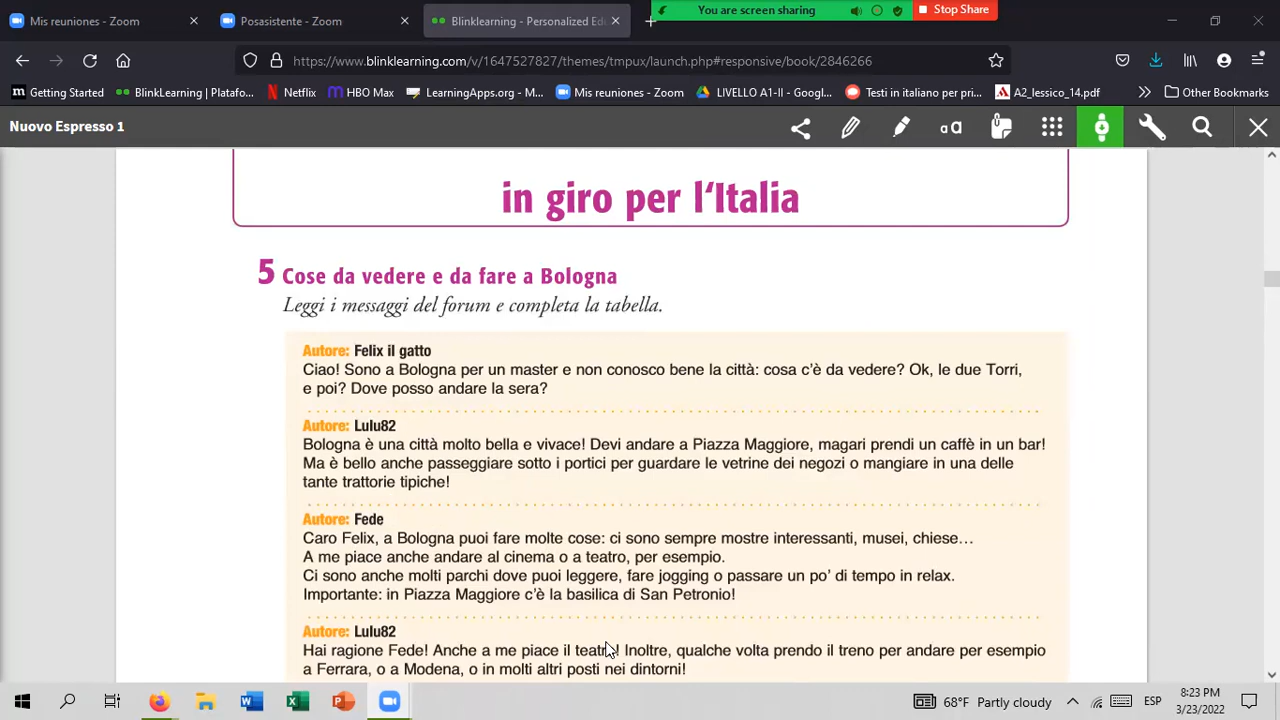 Mis reuniones - Zoom
Posasistente - Zoom
Blinklearning - Personalized Ed
You are screen sharing
Stop Share
https://www.blinklearning.com/v/1647527827/themes/tmpux/launch.php#responsive/book/2846266
Getting Started
BlinkLearning | Platafo...
Netflix
HBO Max
LearningApps.org - M...
Mis reuniones - Zoom
LIVELLO A1-II - Googl...
Testi in italiano per pri...
A2_lessico_14.pdf
Other Bookmarks
Nuovo Espresso 1
in giro per l'Italia
5 Cose da vedere e da fare a Bologna
Leggi i messaggi del forum e completa la tabella.
Autore: Felix il gatto
Ciao! Sono a Bologna per un master e non conosco bene la città: cosa c'è da vedere? Ok, le due Torri,
e poi? Dove posso andare la sera?
Autore: Lulu82
Bologna è una città molto bella e vivace! Devi andare a Piazza Maggiore, magari prendi un caffè in un bar!
Ma è bello anche passeggiare sotto i portici per guardare le vetrine dei negozi o mangiare in una delle
tante trattorie tipiche!
Autore: Fede
Caro Felix, a Bologna puoi fare molte cose: ci sono sempre mostre interessanti, musei, chiese...
A me piace anche andare al cinema o a teatro, per esempio.
Ci sono anche molti parchi dove puoi leggere, fare jogging o passare un po' di tempo in relax.
Importante: in Piazza Maggiore c'è la basilica di San Petronio!
Autore: Lulu82
Hai ragione Fede! Anche a me piace il teatro! Inoltre, qualche volta prendo il treno per andare per esempio
a Ferrara, o a Modena, o in molti altri posti nei dintorni!
68°F Partly cloudy
ESP
8:23 PM
3/23/2022